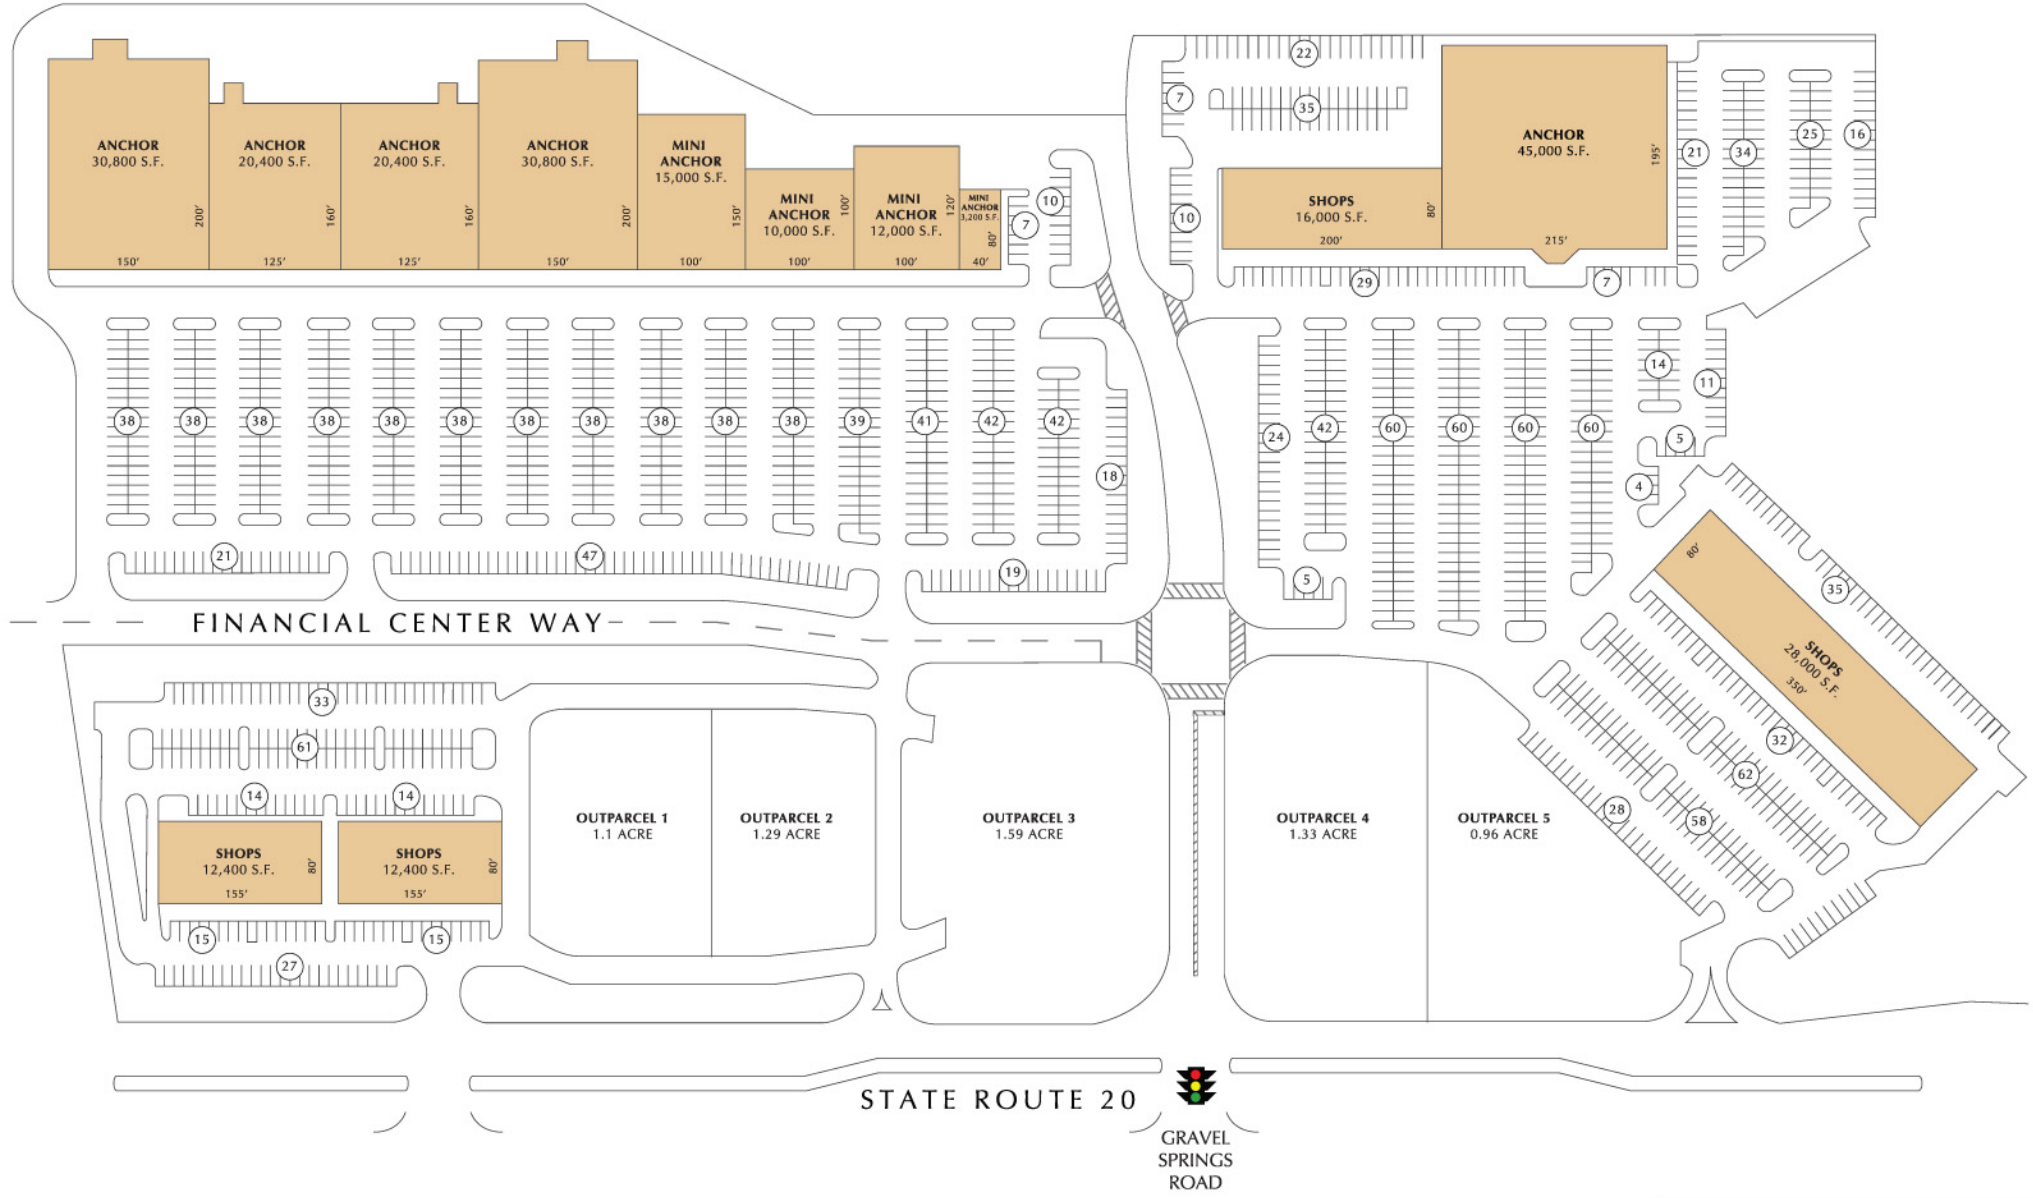 22
7
35
ANCHOR
30,800 S.F.
200'
150'
ANCHOR
20,400 S.F.
160'
125'
ANCHOR
20,400 S.F.
160'
125'
ANCHOR
30,800 S.F.
200'
150'
MINI
ANCHOR
15,000 S.F.
150'
100'
MINI
ANCHOR
10,000 S.F.
100'
100'
MINI
ANCHOR
12,000 S.F.
120'
100'
MINI
ANCHOR
3,200 S.F.
80'
40'
7
10
10
SHOPS
16,000 S.F.
80'
200'
ANCHOR
45,000 S.F.
195'
215'
21
34
25
16
29
7
38
38
38
38
38
38
38
38
38
38
38
39
41
42
42
18
24
42
60
60
60
60
14
11
5
4
21
47
19
5
FINANCIAL CENTER WAY
80'
SHOPS
28,000 S.F.
350'
35
32
62
58
28
33
61
14
14
SHOPS
12,400 S.F.
80'
155'
SHOPS
12,400 S.F.
80'
155'
15
15
27
OUTPARCEL 1
1.1 ACRE
OUTPARCEL 2
1.29 ACRE
OUTPARCEL 3
1.59 ACRE
OUTPARCEL 4
1.33 ACRE
OUTPARCEL 5
0.96 ACRE
STATE ROUTE 20
GRAVEL
SPRINGS
ROAD